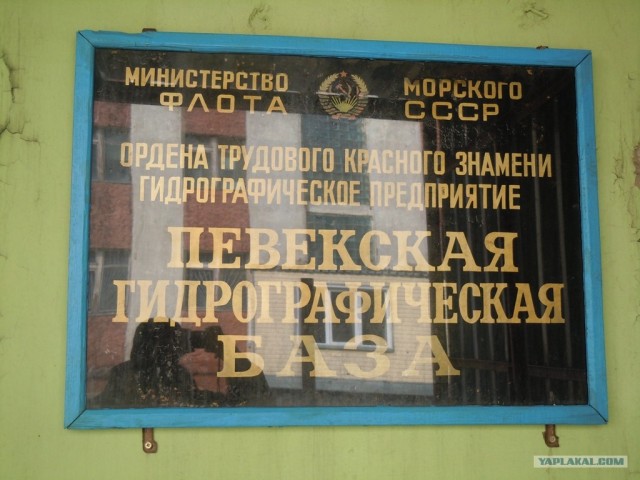 МИНИСТЕРСТВО МОРСКОГО
ФЛОТА СССР
ОРДЕНА ТРУДОВОГО КРАСНОГО ЗНАМЕНИ
ГИДРОГРАФИЧЕСКОЕ ПРЕДПРИЯТИЕ
ПЕВЕКСКАЯ
ГИДРОГРАФИЧЕСКАЯ
БАЗА
YAPLAKAL.COM